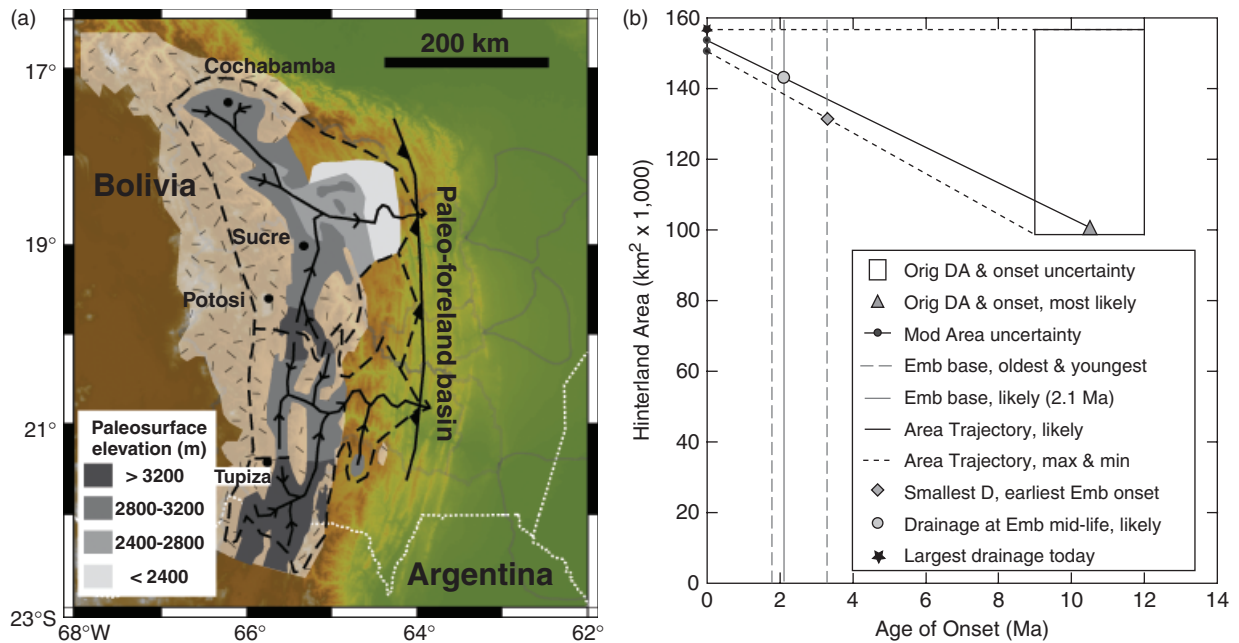 (a)
200 km
17°
19°
21°
23°S
68°W
66°
64°
62°
Cochabamba
Bolivia
Sucre
Potosi
Tupiza
Paleo-foreland basin
Argentina
Paleosurface
elevation (m)
> 3200
2800-3200
2400-2800
< 2400
(b)
Hinterland Area (km² x 1,000)
160
140
120
100
80
60
40
20
0
0
2
4
6
8
10
12
14
Age of Onset (Ma)
Orig DA & onset uncertainty
Orig DA & onset, most likely
Mod Area uncertainty
Emb base, oldest & youngest
Emb base, likely (2.1 Ma)
Area Trajectory, likely
Area Trajectory, max & min
Smallest D, earliest Emb onset
Drainage at Emb mid-life, likely
Largest drainage today